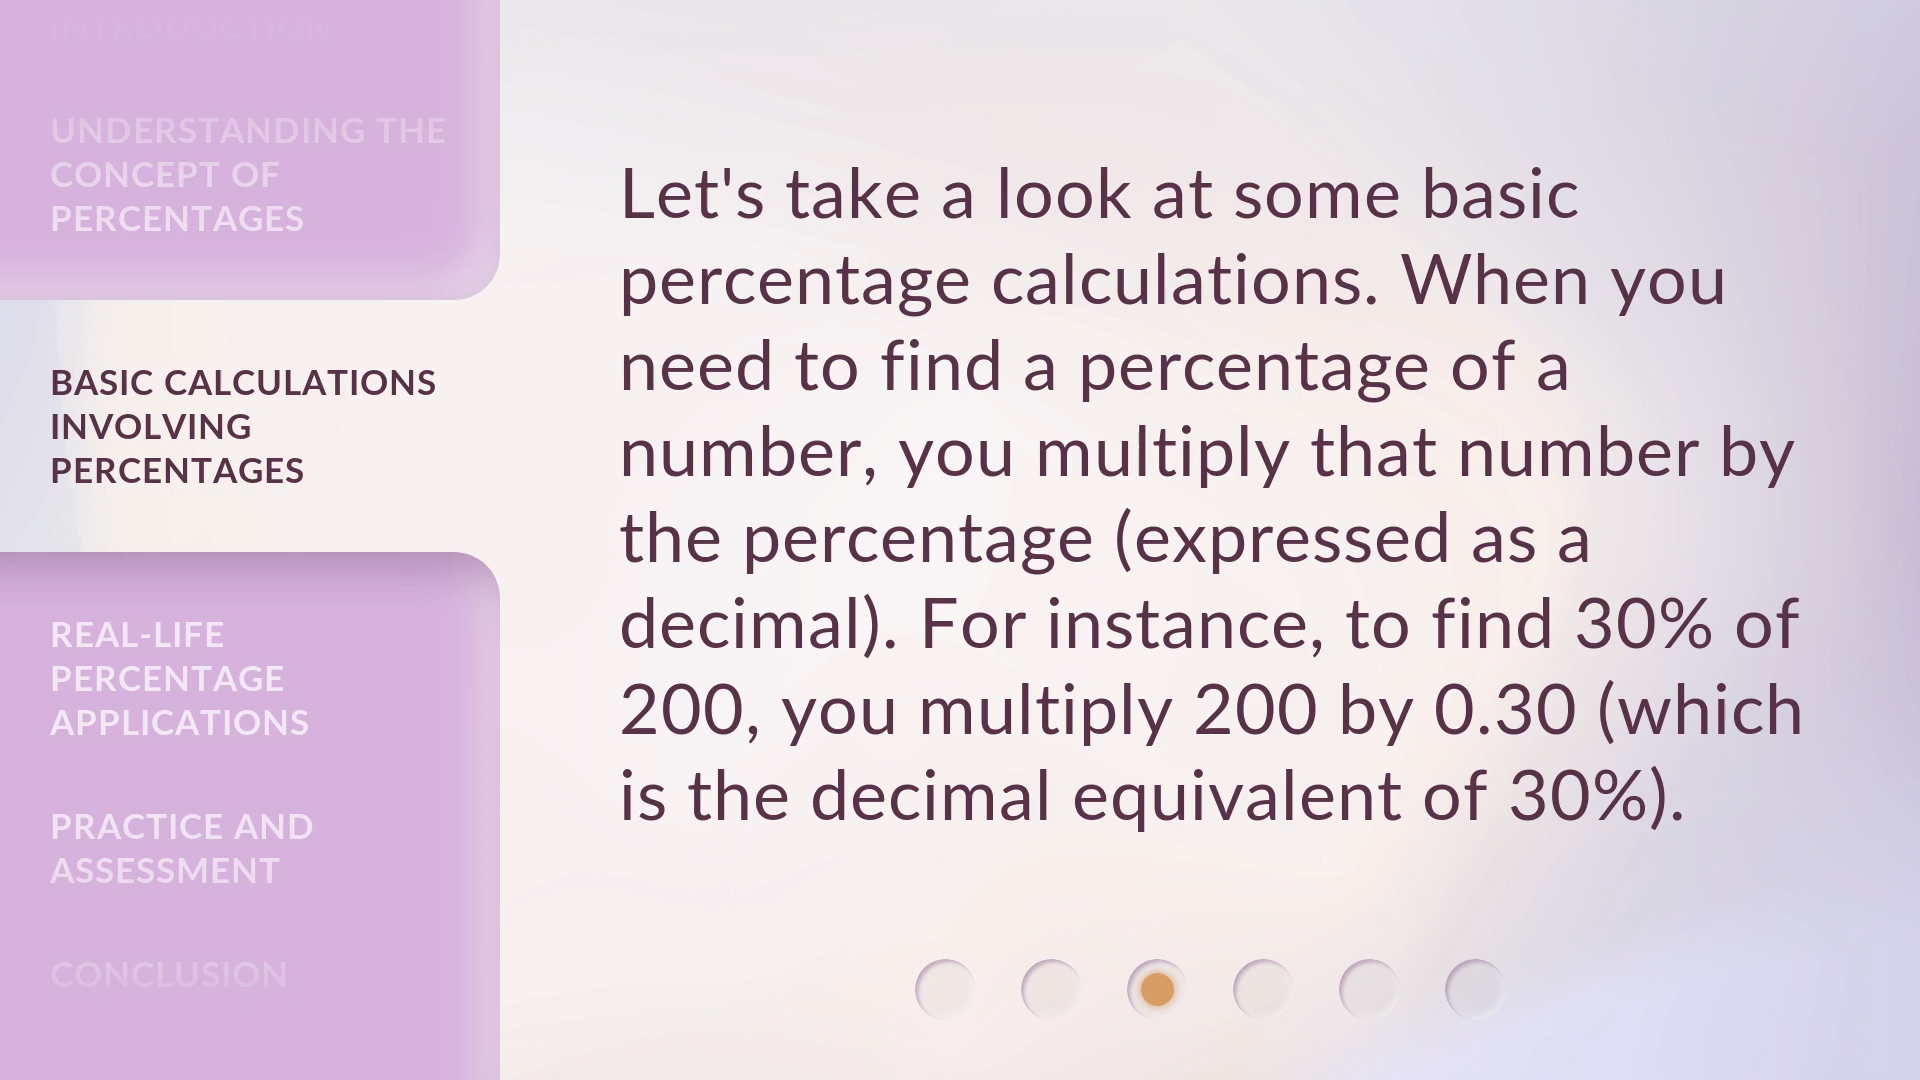 INTRODUCTION
UNDERSTANDING THE
CONCEPT OF
PERCENTAGES
BASIC CALCULATIONS
INVOLVING
PERCENTAGES
REAL-LIFE
PERCENTAGE
APPLICATIONS
PRACTICE AND
ASSESSMENT
CONCLUSION
Let's take a look at some basic
percentage calculations. When you
need to find a percentage of a
number, you multiply that number by
the percentage (expressed as a
decimal). For instance, to find 30% of
200, you multiply 200 by 0.30 (which
is the decimal equivalent of 30%).